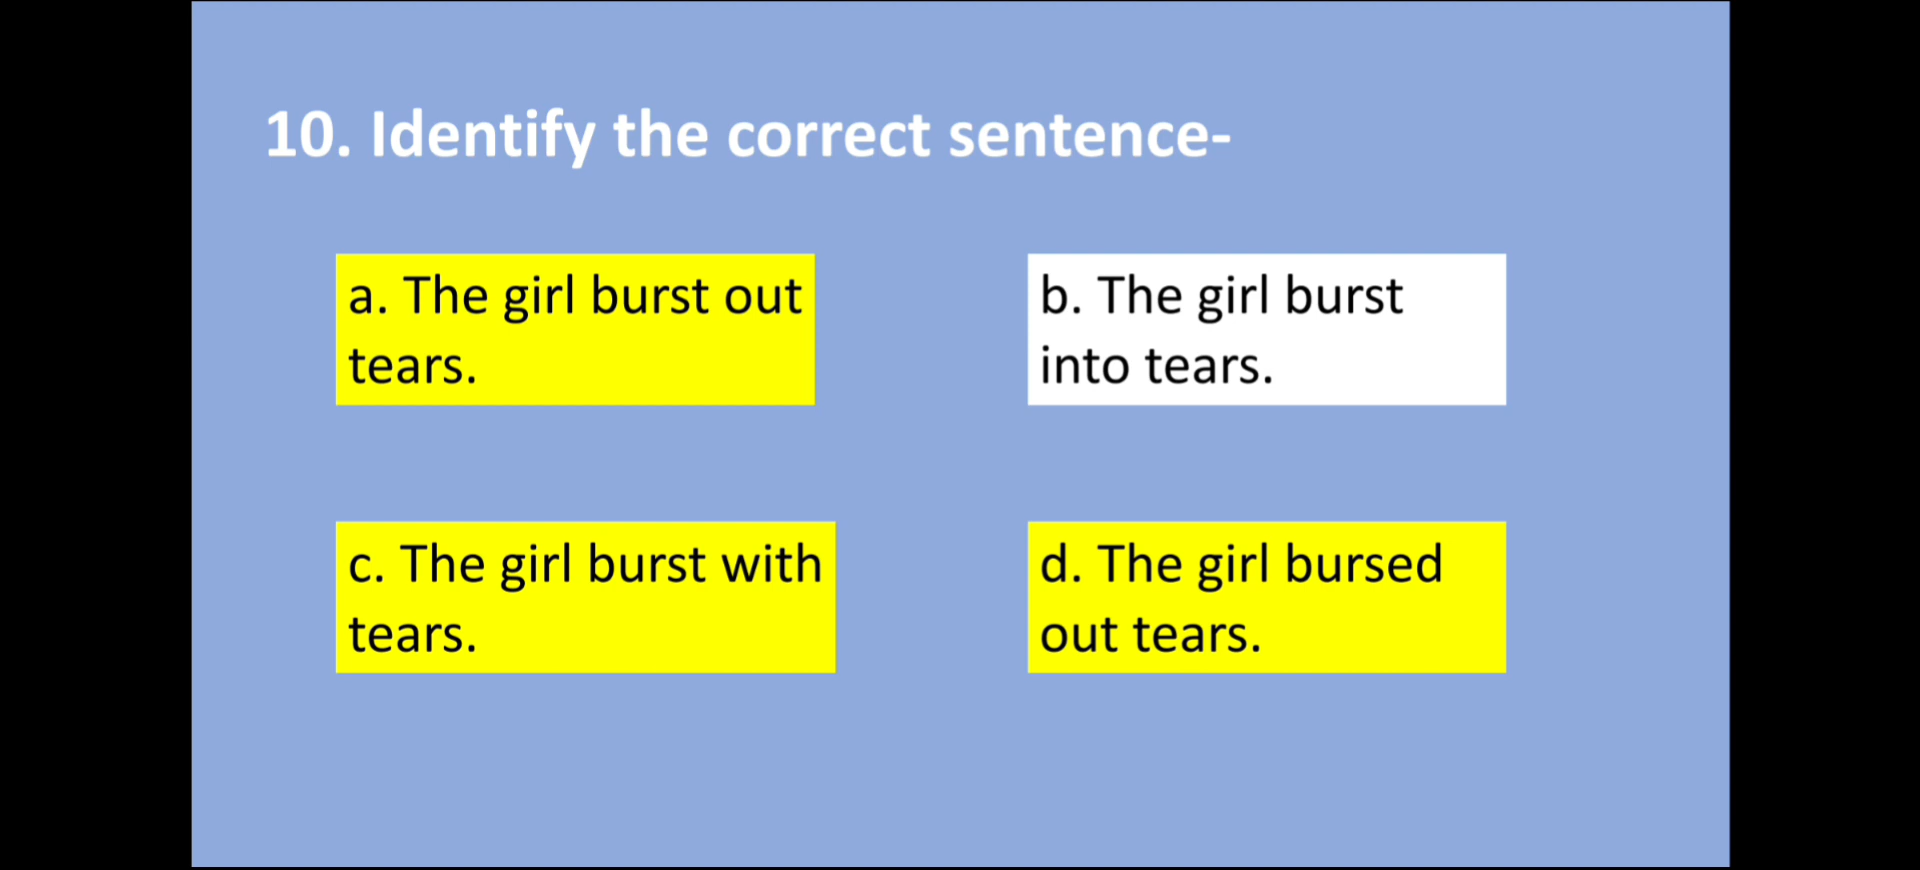 10. Identify the correct sentence-
a. The girl burst out
tears.
b. The girl burst
into tears.
c. The girl burst with
tears.
d. The girl bursed
out tears.